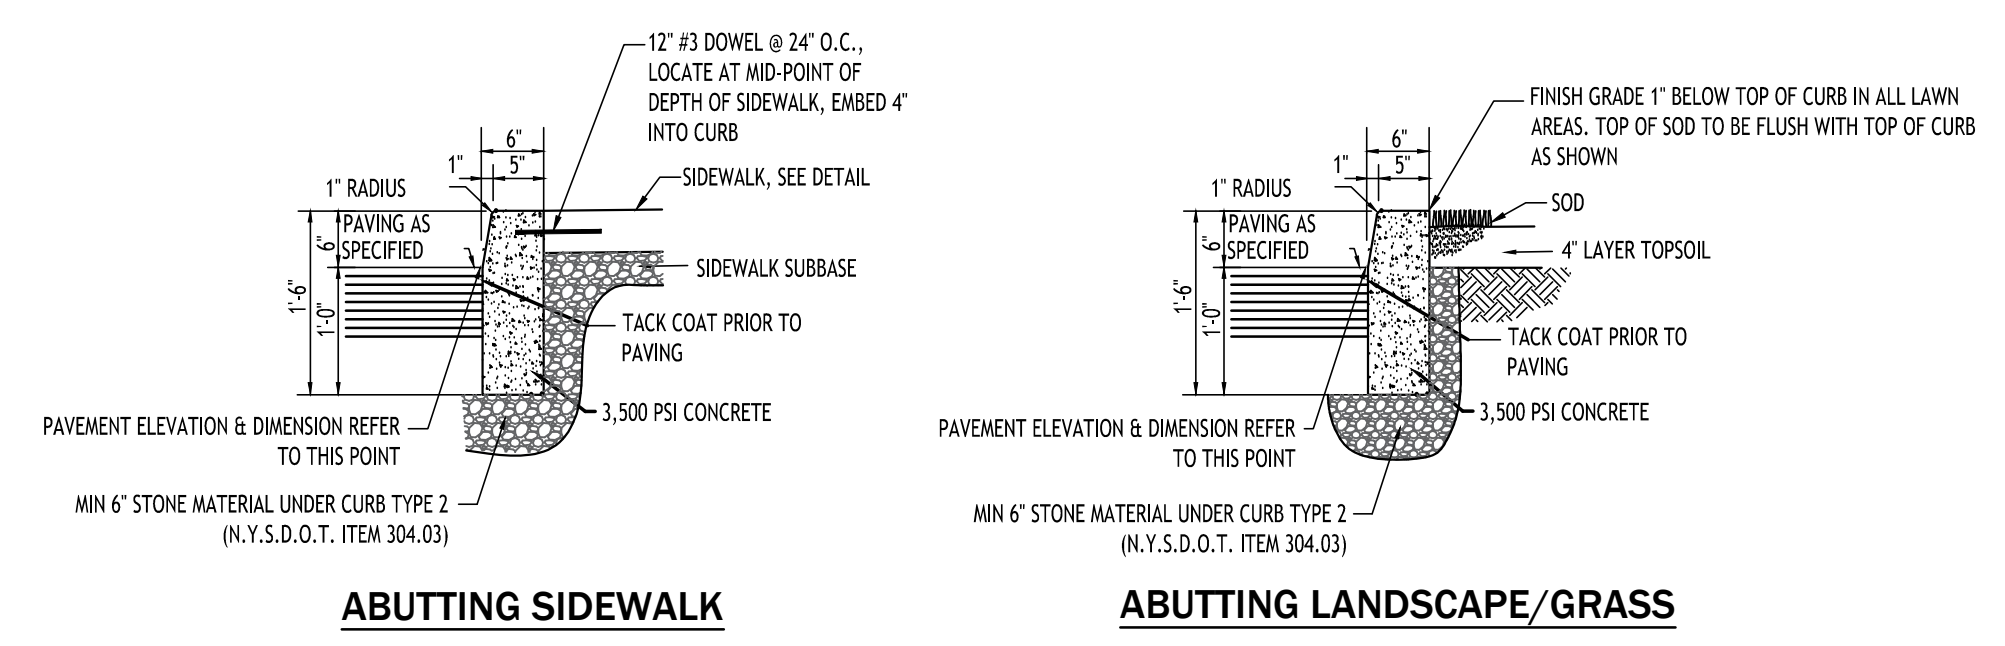 12" #3 DOWEL @ 24" O.C.,
LOCATE AT MID-POINT OF
DEPTH OF SIDEWALK, EMBED 4"
INTO CURB
6"
1"
5"
SIDEWALK, SEE DETAIL
1" RADIUS
PAVING AS
SPECIFIED
6"
1'-6"
1'-0"
SIDEWALK SUBBASE
TACK COAT PRIOR TO
PAVING
3,500 PSI CONCRETE
PAVEMENT ELEVATION & DIMENSION REFER
TO THIS POINT
MIN 6" STONE MATERIAL UNDER CURB TYPE 2
(N.Y.S.D.O.T. ITEM 304.03)
ABUTTING SIDEWALK
FINISH GRADE 1" BELOW TOP OF CURB IN ALL LAWN
AREAS. TOP OF SOD TO BE FLUSH WITH TOP OF CURB
AS SHOWN
6"
1"
5"
1" RADIUS
SOD
PAVING AS
SPECIFIED
6"
4" LAYER TOPSOIL
1'-6"
1'-0"
TACK COAT PRIOR TO
PAVING
3,500 PSI CONCRETE
PAVEMENT ELEVATION & DIMENSION REFER
TO THIS POINT
MIN 6" STONE MATERIAL UNDER CURB TYPE 2
(N.Y.S.D.O.T. ITEM 304.03)
ABUTTING LANDSCAPE/GRASS